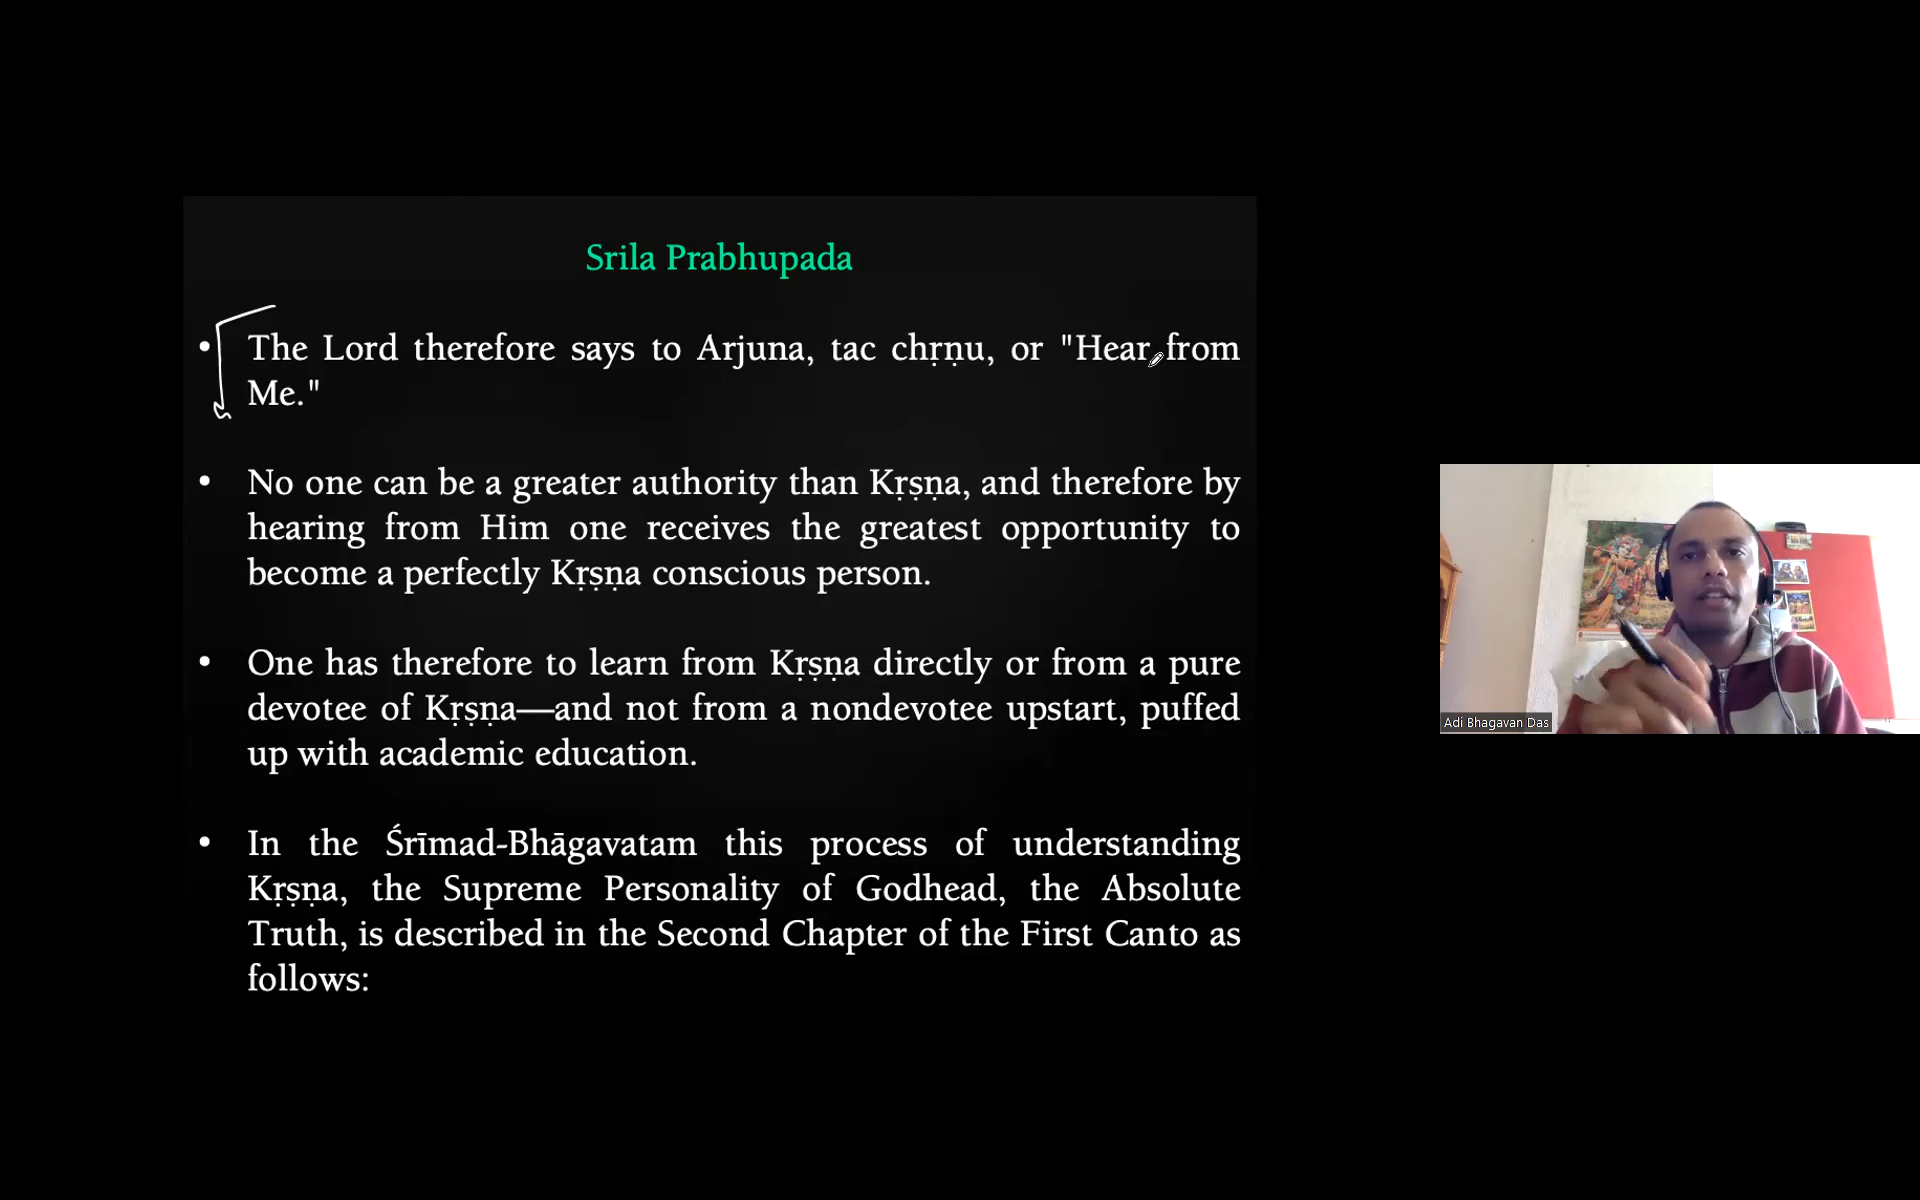 Srila Prabhupada
• The Lord therefore says to Arjuna, tac chṛṇu, or "Hear from
Me."
• No one can be a greater authority than Kṛṣṇa, and therefore by
hearing from Him one receives the greatest opportunity to
become a perfectly Kṛṣṇa conscious person.
• One has therefore to learn from Kṛṣṇa directly or from a pure
devotee of Kṛṣṇa—and not from a nondevotee upstart, puffed
up with academic education.
• In the Śrīmad-Bhāgavatam this process of understanding
Kṛṣṇa, the Supreme Personality of Godhead, the Absolute
Truth, is described in the Second Chapter of the First Canto as
follows:
Adi Bhagavan Das